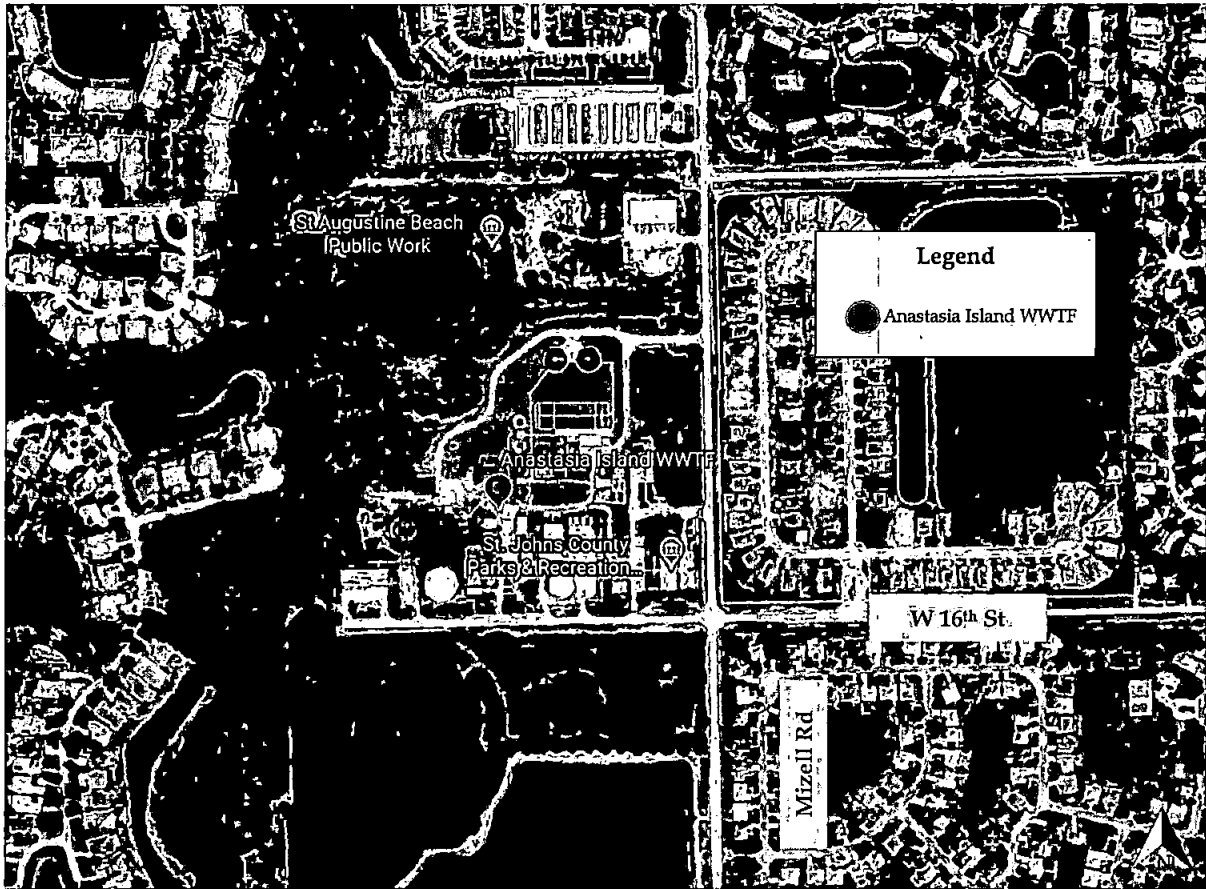 St. Augustine Beach
Public Work
Legend
Anastasia Island WWTF
Anastasia Island WWTF
St. Johns County
Parks & Recreation...
W 16th St.
Mizell Rd
N